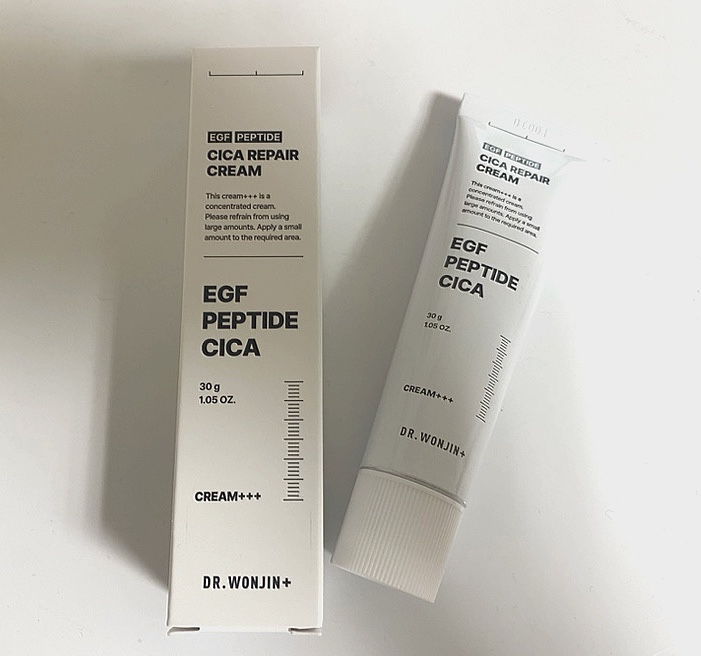 EGF PEPTIDE
CICA REPAIR
CREAM
This cream+++ is a
concentrated cream.
Please refrain from using
large amounts. Apply a small
amount to the required area.
EGF
PEPTIDE
CICA
30 g
1.05 OZ.
CREAM+++
DR.WONJIN+
EGF PEPTIDE
CICA REPAIR
CREAM
This cream+++ is a
concentrated cream.
Please refrain from using
large amounts. Apply a small
amount to the required area.
EGF
PEPTIDE
CICA
30 g
1.05 OZ.
CREAM+++
DR.WONJIN+